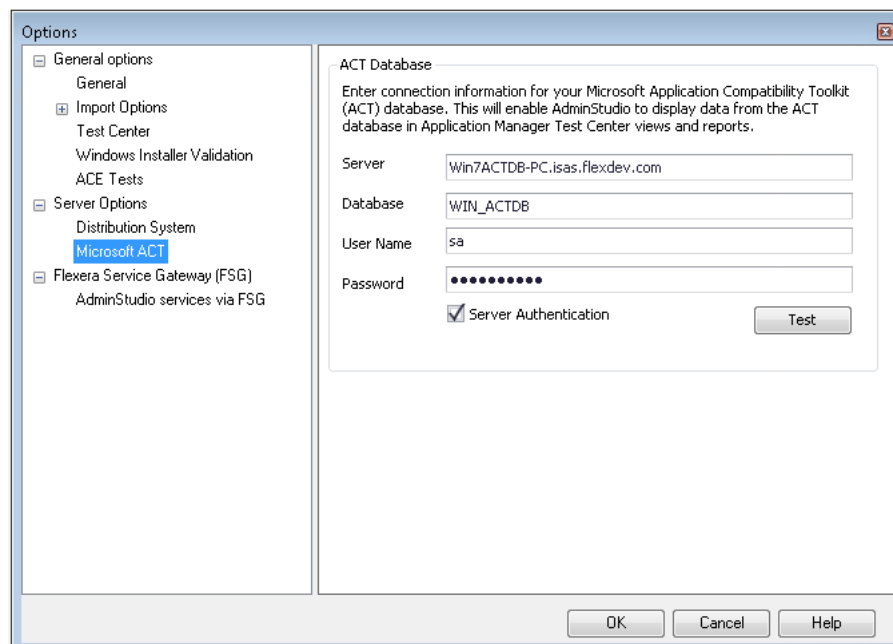 Options
General options
General
Import Options
Test Center
Windows Installer Validation
ACE Tests
Server Options
Distribution System
Microsoft ACT
Flexera Service Gateway (FSG)
AdminStudio services via FSG
ACT Database
Enter connection information for your Microsoft Application Compatibility Toolkit
(ACT) database. This will enable AdminStudio to display data from the ACT
database in Application Manager Test Center views and reports.
Server
Win7ACTDB-PC.isas.flexdev.com
Database
WIN_ACTDB
User Name
sa
Password
●●●●●●●●●●
Server Authentication
Test
OK
Cancel
Help